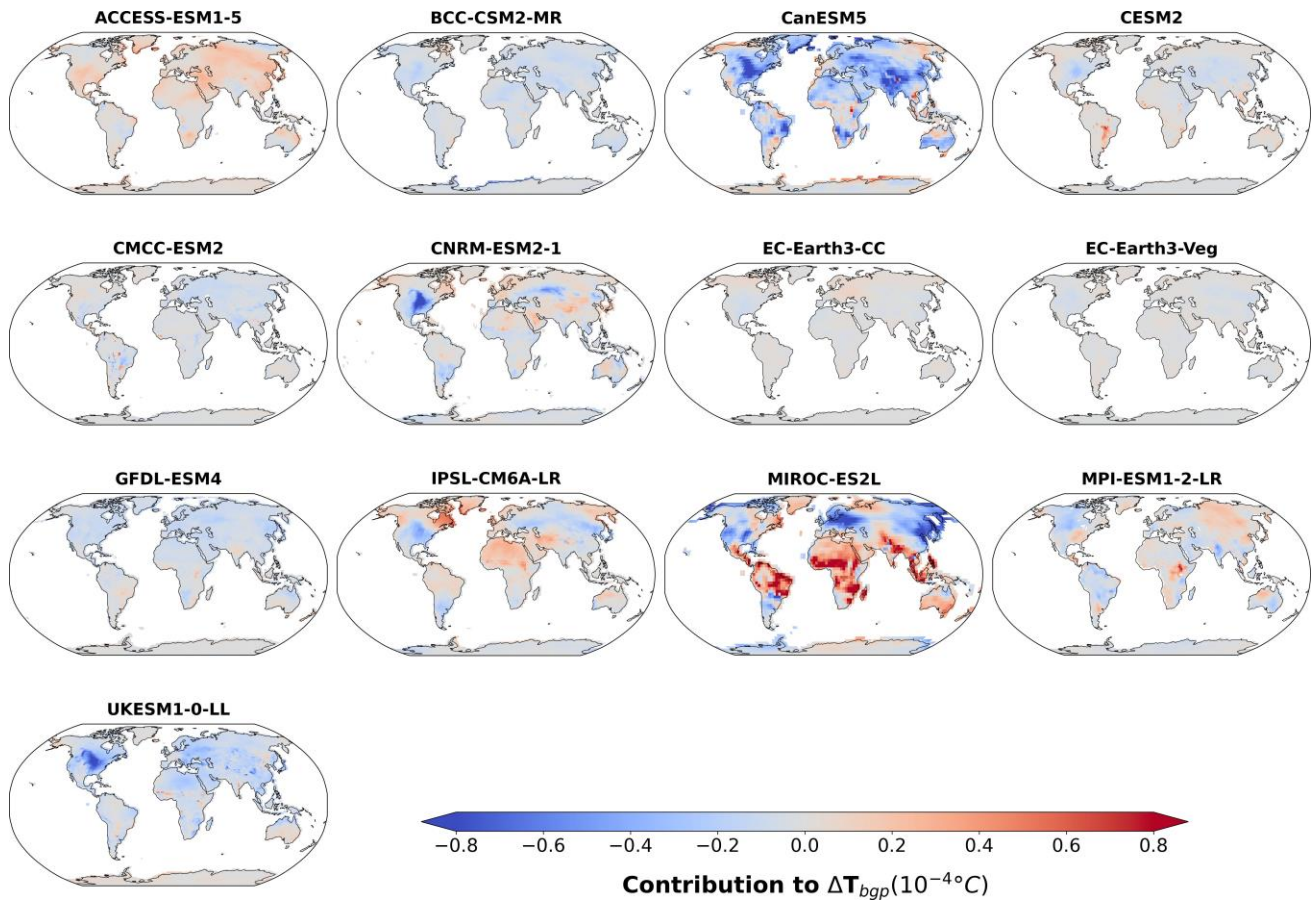 ACCESS-ESM1-5 BCC-CSM2-MR CanESM5 CESM2
CMCC-ESM2 CNRM-ESM2-1 EC-Earth3-CC EC-Earth3-Veg
GFDL-ESM4 IPSL-CM6A-LR MIROC-ES2L MPI-ESM1-2-LR
UKESM1-0-LL
−0.8 −0.6 −0.4 −0.2 0.0 0.2 0.4 0.6 0.8
Contribution to ΔT_{bgp}(10^{-4}°C)